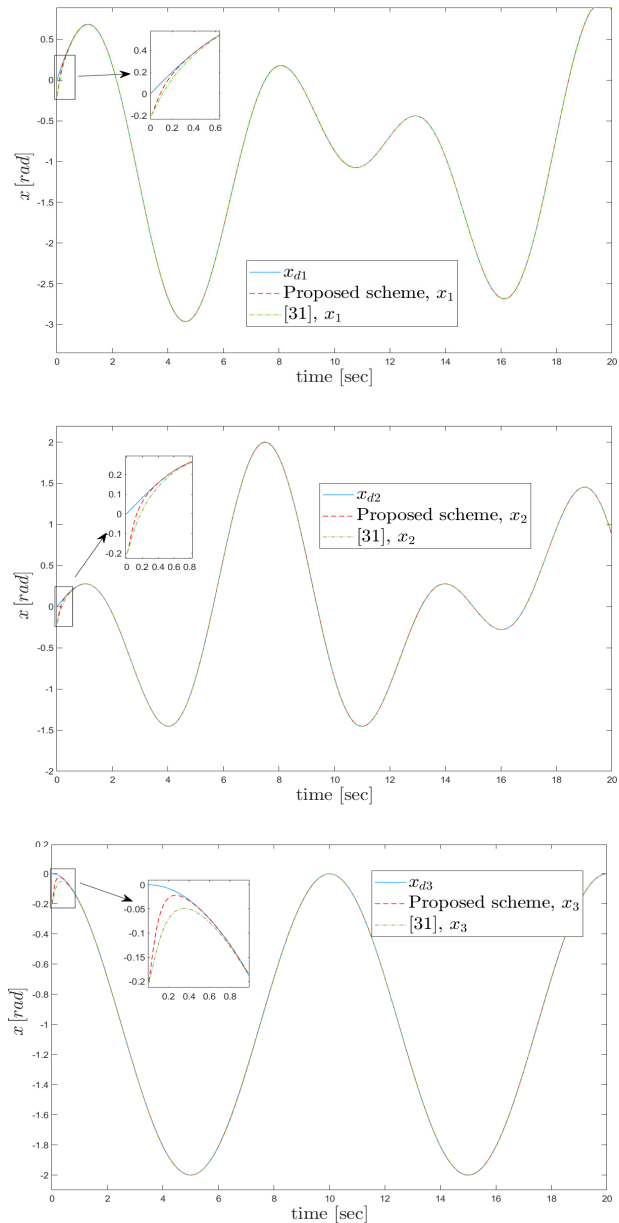 0.5
0
-0.5
-1
-1.5
-2
-2.5
-3
x [rad]
0.4
0.2
0
-0.2
0 0.2 0.4 0.6
x_{d1}
Proposed scheme, x_1
[31], x_1
0 2 4 6 8 10 12 14 16 18 20
time [sec]
2
1.5
1
0.5
0
-0.5
-1
-1.5
-2
x [rad]
0.2
0.1
0
-0.1
-0.2
0 0.2 0.4 0.6 0.8
x_{d2}
Proposed scheme, x_2
[31], x_2
0 2 4 6 8 10 12 14 16 18 20
time [sec]
0.2
0
-0.2
-0.4
-0.6
-0.8
-1
-1.2
-1.4
-1.6
-1.8
-2
x [rad]
0
-0.05
-0.1
-0.15
-0.2
0.2 0.4 0.6 0.8
x_{d3}
Proposed scheme, x_3
[31], x_3
0 2 4 6 8 10 12 14 16 18 20
time [sec]